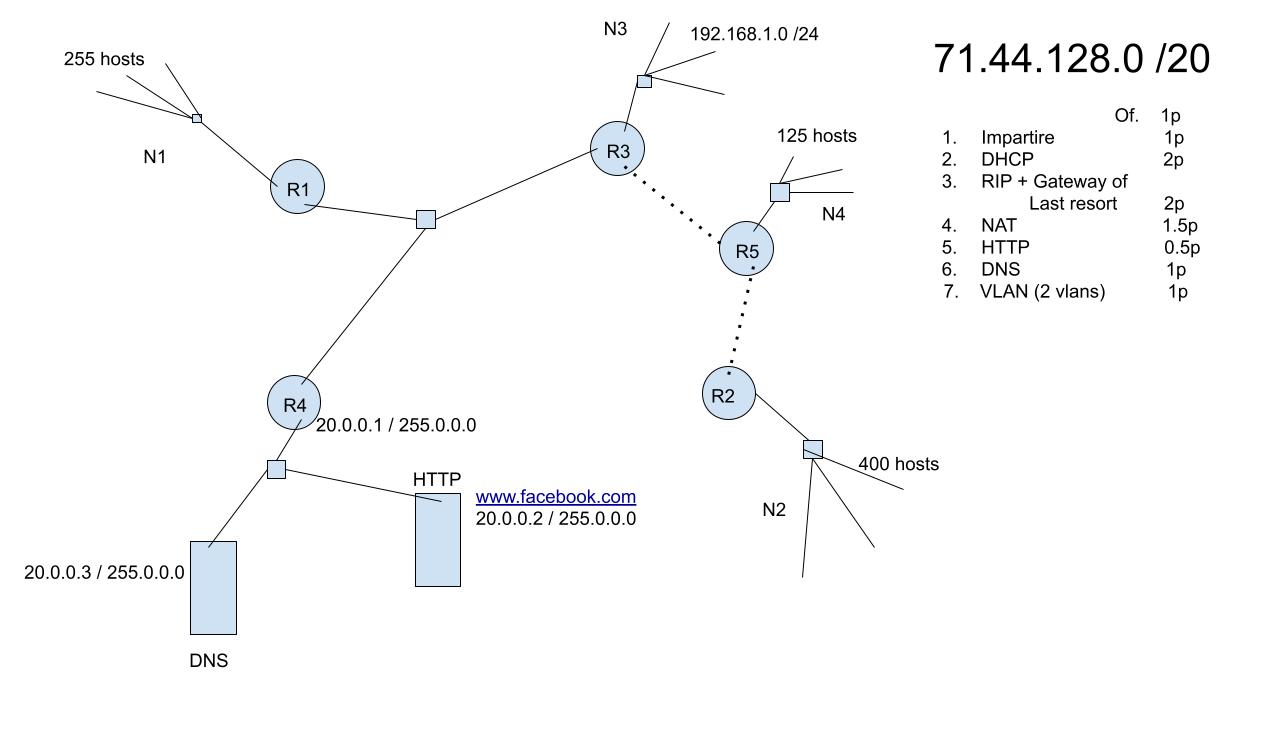 N3
192.168.1.0 /24
71.44.128.0 /20
255 hosts
N1
R1
R3
125 hosts
N4
R5
R2
400 hosts
N2
R4
20.0.0.1 / 255.0.0.0
HTTP
www.facebook.com
20.0.0.2 / 255.0.0.0
20.0.0.3 / 255.0.0.0
DNS
Of. 1p
1. Impartire 1p
2. DHCP 2p
3. RIP + Gateway of
Last resort 2p
4. NAT 1.5p
5. HTTP 0.5p
6. DNS 1p
7. VLAN (2 vlans) 1p